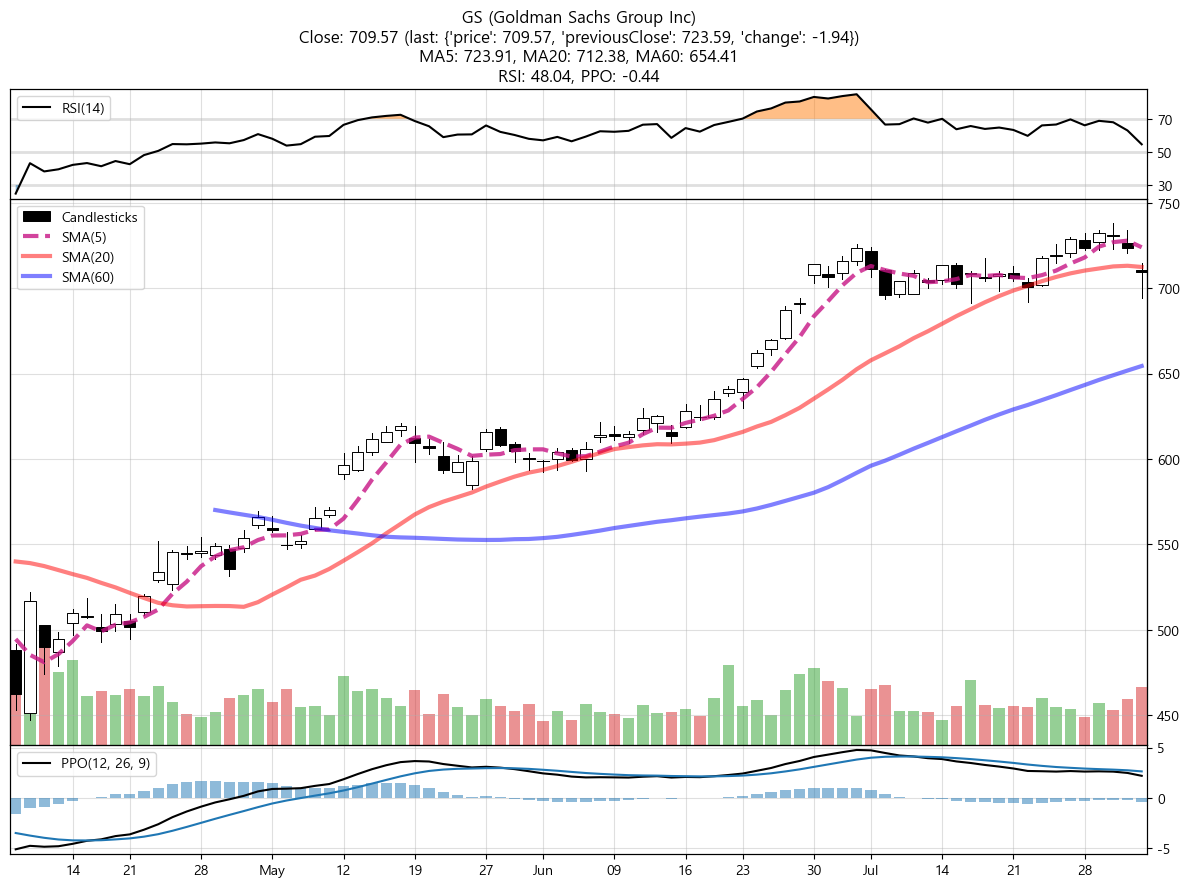 GS (Goldman Sachs Group Inc)
Close: 709.57 (last: {'price': 709.57, 'previousClose': 723.59, 'change': -1.94})
MA5: 723.91, MA20: 712.38, MA60: 654.41
RSI: 48.04, PPO: -0.44
RSI(14)
70
50
30
Candlesticks
SMA(5)
SMA(20)
SMA(60)
750
700
650
600
550
500
450
PPO(12, 26, 9)
5
0
-5
14 21 28 May 12 19 27 Jun 09 16 23 30 Jul 14 21 28